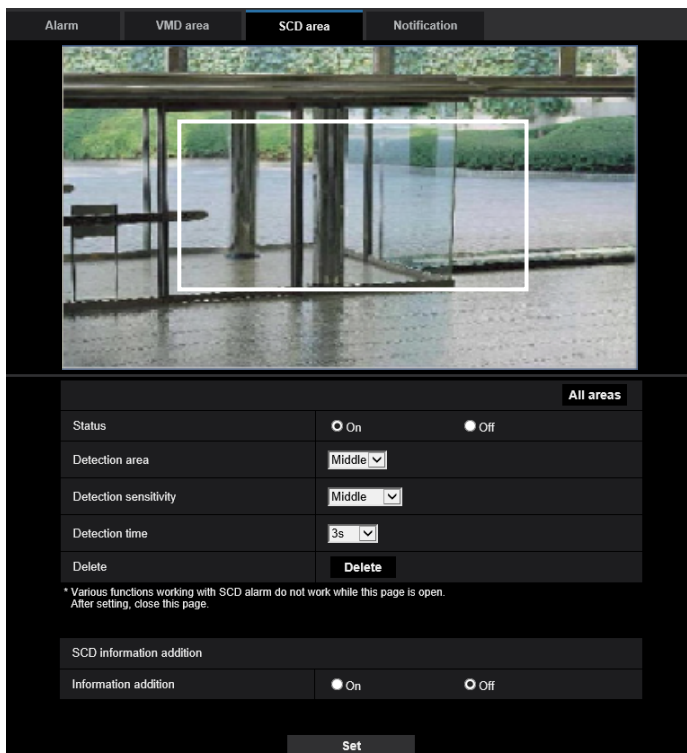 Alarm VMD area SCD area Notification
All areas
Status On Off
Detection area Middle
Detection sensitivity Middle
Detection time 3s
Delete Delete
* Various functions working with SCD alarm do not work while this page is open.
After setting, close this page.
SCD information addition
Information addition On Off
Set